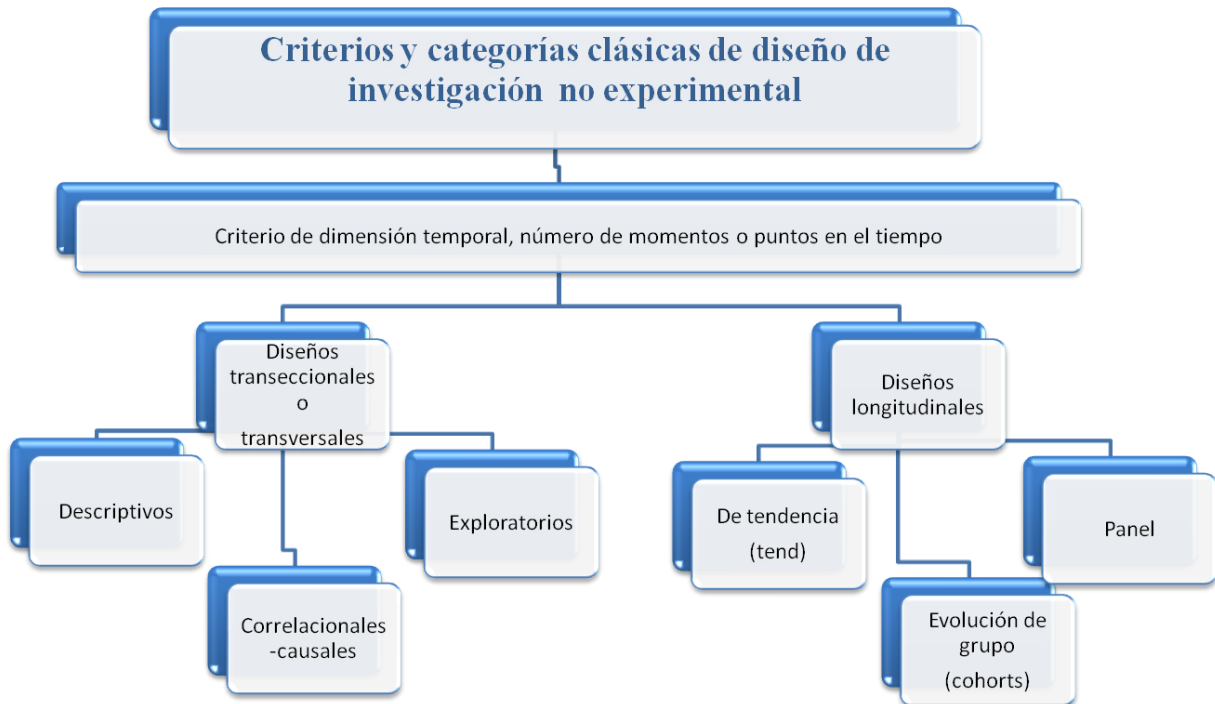 Criterios y categorías clásicas de diseño de
investigación no experimental
Criterio de dimensión temporal, número de momentos o puntos en el tiempo
Diseños
transeccionales
o
transversales
Diseños
longitudinales
Descriptivos
Correlacionales
-causales
Exploratorios
De tendencia
(tend)
Evolución de
grupo
(cohorts)
Panel